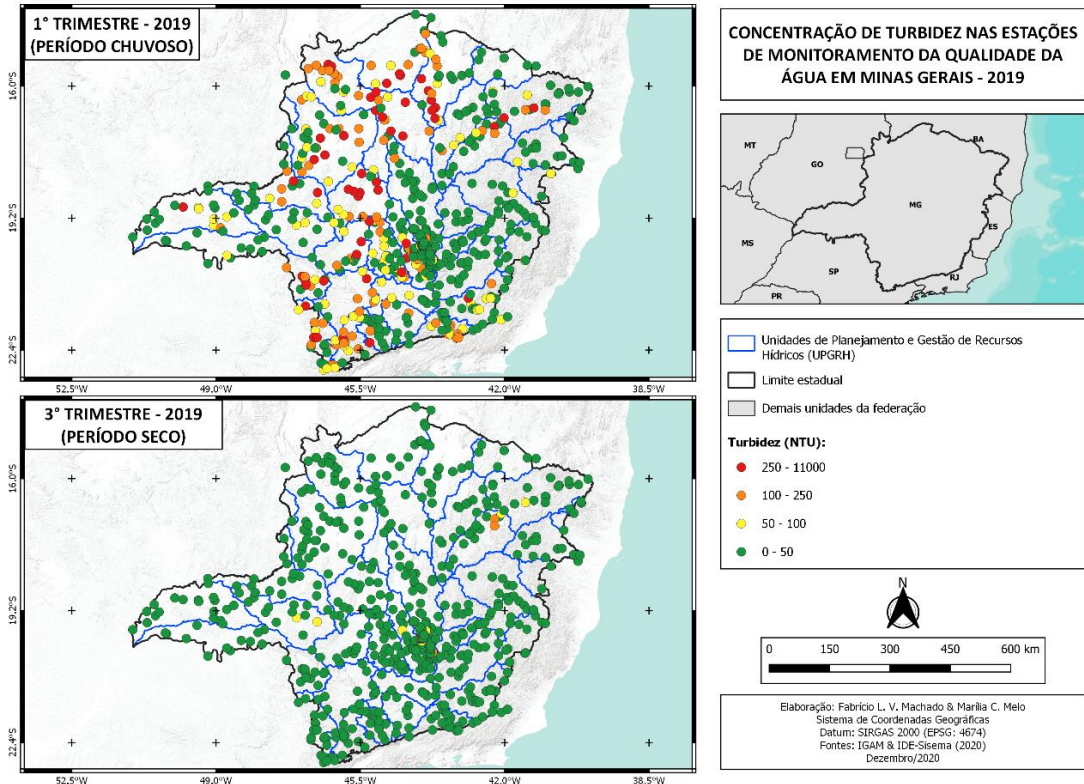 1° TRIMESTRE - 2019
(PERÍODO CHUVOSO)
16.0°S
19.2°S
22.4°S
52.5°W
49.0°W
45.5°W
42.0°W
38.5°W
3° TRIMESTRE - 2019
(PERÍODO SECO)
16.0°S
19.2°S
22.4°S
52.5°W
49.0°W
45.5°W
42.0°W
38.5°W
CONCENTRAÇÃO DE TURBIDEZ NAS ESTAÇÕES
DE MONITORAMENTO DA QUALIDADE DA
ÁGUA EM MINAS GERAIS - 2019
MT
GO
BA
MG
ES
MS
SP
RJ
PR
Unidades de Planejamento e Gestão de Recursos
Hídricos (UPGRH)
Limite estadual
Demais unidades da federação
Turbidez (NTU):
250 - 11000
100 - 250
50 - 100
0 - 50
N
0 150 300 450 600 km
Elaboração: Fabrício L. V. Machado & Marília C. Melo
Sistema de Coordenadas Geográficas
Datum: SIRGAS 2000 (EPSG: 4674)
Fontes: IGAM & IDE-Sisema (2020)
Dezembro/2020